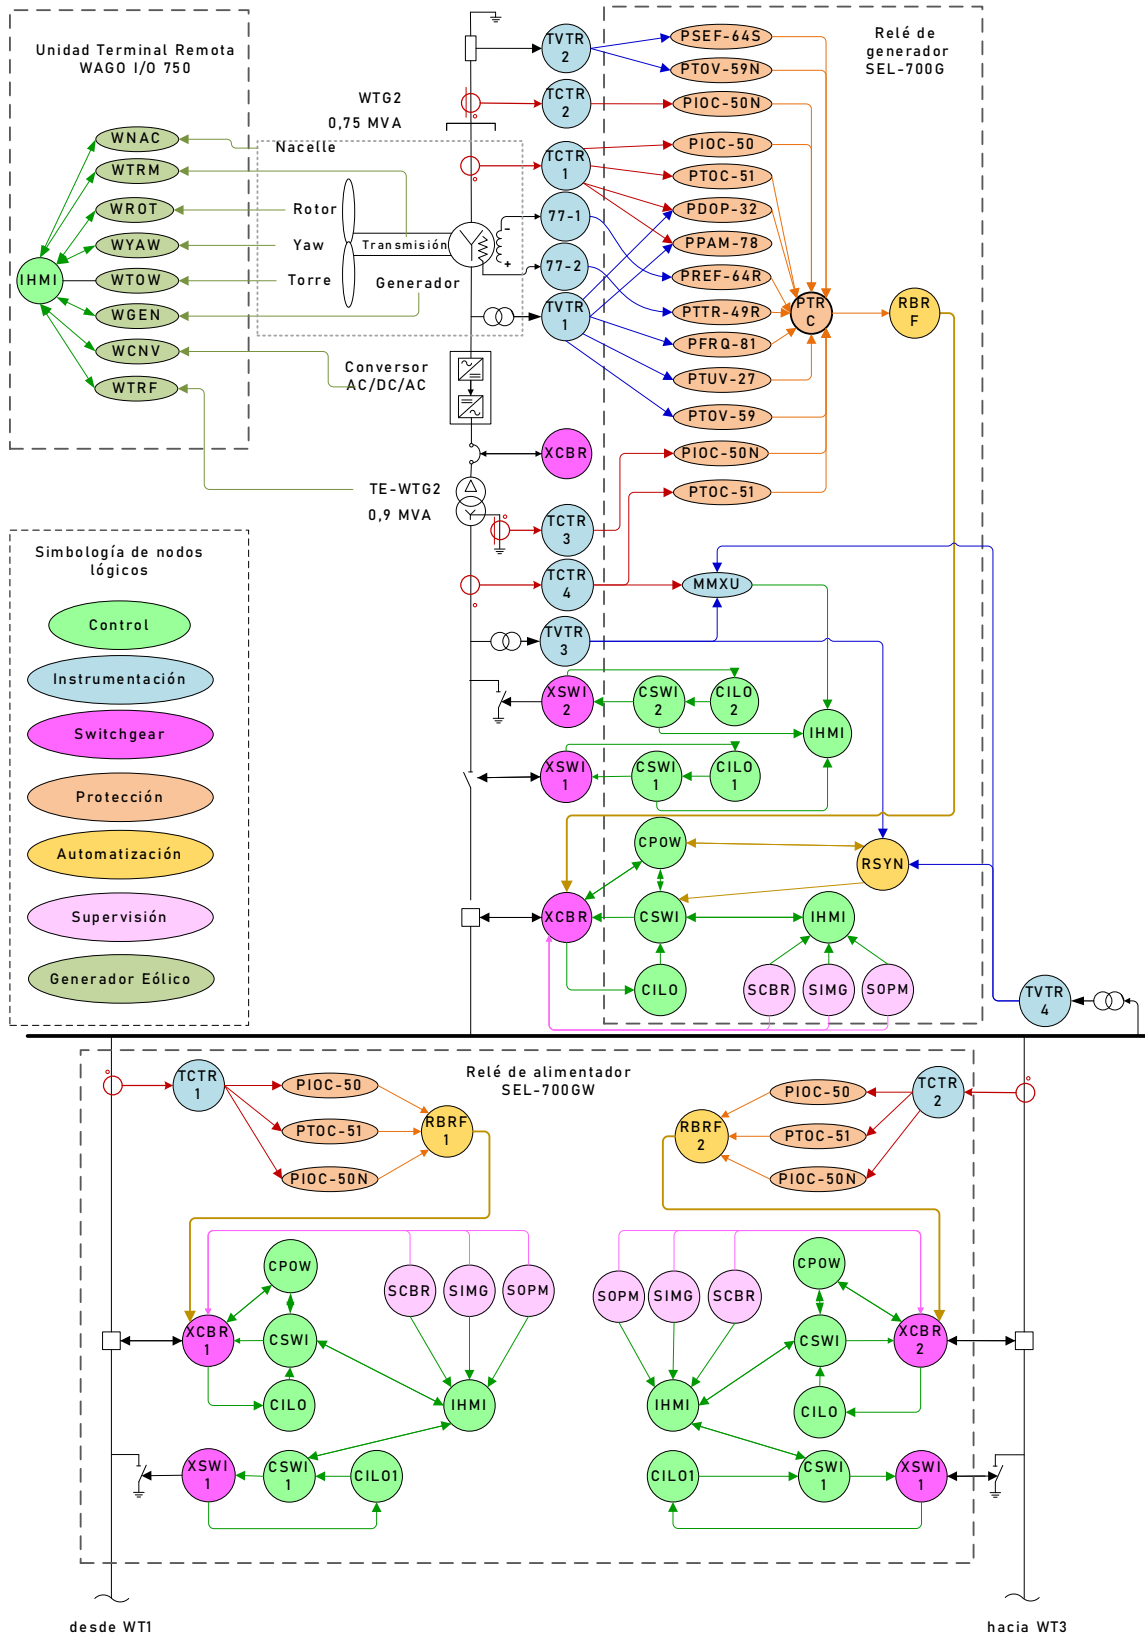 Unidad Terminal Remota
WAGO I/O 750
WNAC
WTRM
WROT
WYAW
IHMI
WTOW
WGEN
WCNV
WTRF
WTG2
0,75 MVA
Nacelle
Rotor
Yaw
Torre
Transmisión
Generador
-
+
Conversor
AC/DC/AC
TE-WTG2
0,9 MVA
TVTR
2
TCTR
2
TCTR
1
77-1
77-2
TVTR
1
XCBR
TCTR
3
TCTR
4
TVTR
3
Relé de
generador
SEL-700G
PSEF-64S
PTOV-59N
PIOC-50N
PIOC-50
PTOC-51
PDOP-32
PPAM-78
PREF-64R
PTTR-49R
PFRQ-81
PTUV-27
PTOV-59
PIOC-50N
PTOC-51
PTR
C
RBR
F
MMXU
XSWI
2
CSWI
2
CILO
2
IHMI
XSWI
1
CSWI
1
CILO
1
CPOW
RSYN
XCBR
CSWI
IHMI
CILO
SCBR
SIMG
SOPM
TVTR
4
Simbología de nodos
lógicos
Control
Instrumentación
Switchgear
Protección
Automatización
Supervisión
Generador Eólico
Relé de alimentador
SEL-700GW
TCTR
1
PIOC-50
PTOC-51
PIOC-50N
RBRF
1
PIOC-50
PTOC-51
PIOC-50N
RBRF
2
TCTR
2
CPOW
SCBR
SIMG
SOPM
XCBR
1
CSWI
CILO
IHMI
XSWI
1
CSWI
1
CILO1
SOPM
SIMG
SCBR
CPOW
CSWI
XCBR
2
IHMI
CILO
CILO1
CSWI
1
XSWI
1
desde WT1
hacia WT3